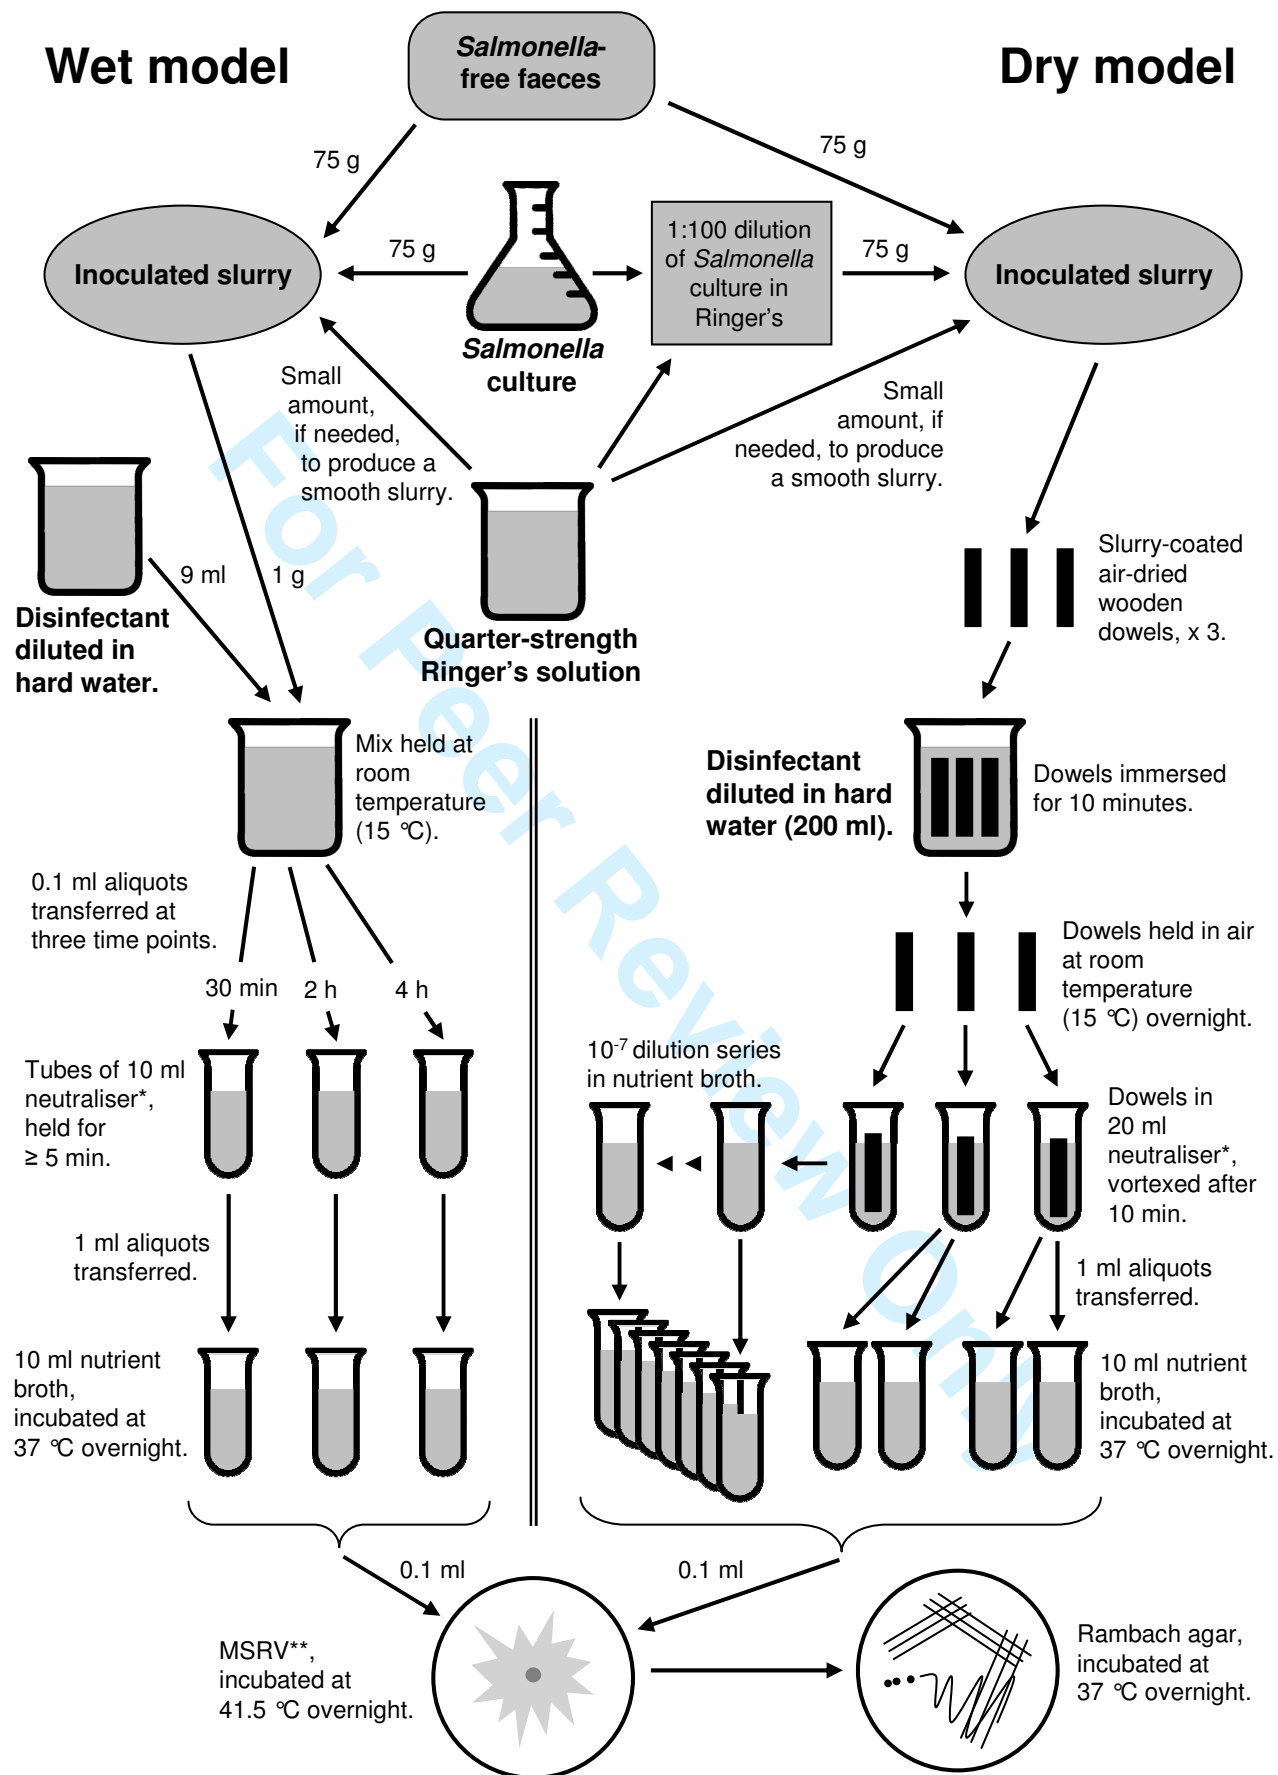 Wet model
Salmonella-
free faeces
Dry model
75 g
75 g
Inoculated slurry
75 g
1:100 dilution
of Salmonella
culture in
Ringer's
75 g
Inoculated slurry
Salmonella
culture
Small
amount,
if needed,
to produce a
smooth slurry.
Small
amount, if
needed, to produce
a smooth slurry.
9 ml
1 g
Disinfectant
diluted in
hard water.
Quarter-strength
Ringer's solution
Slurry-coated
air-dried
wooden
dowels, x 3.
Mix held at
room
temperature
(15 °C).
Disinfectant
diluted in hard
water (200 ml).
Dowels immersed
for 10 minutes.
0.1 ml aliquots
transferred at
three time points.
30 min
2 h
4 h
Dowels held in air
at room
temperature
(15 °C) overnight.
Tubes of 10 ml
neutraliser*,
held for
≥ 5 min.
10-7 dilution series
in nutrient broth.
Dowels in
20 ml
neutraliser*,
vortexed after
10 min.
1 ml aliquots
transferred.
1 ml aliquots
transferred.
10 ml nutrient
broth,
incubated at
37 °C overnight.
10 ml nutrient
broth,
incubated at
37 °C overnight.
0.1 ml
0.1 ml
MSRV**,
incubated at
41.5 °C overnight.
Rambach agar,
incubated at
37 °C overnight.
For Peer Review Only